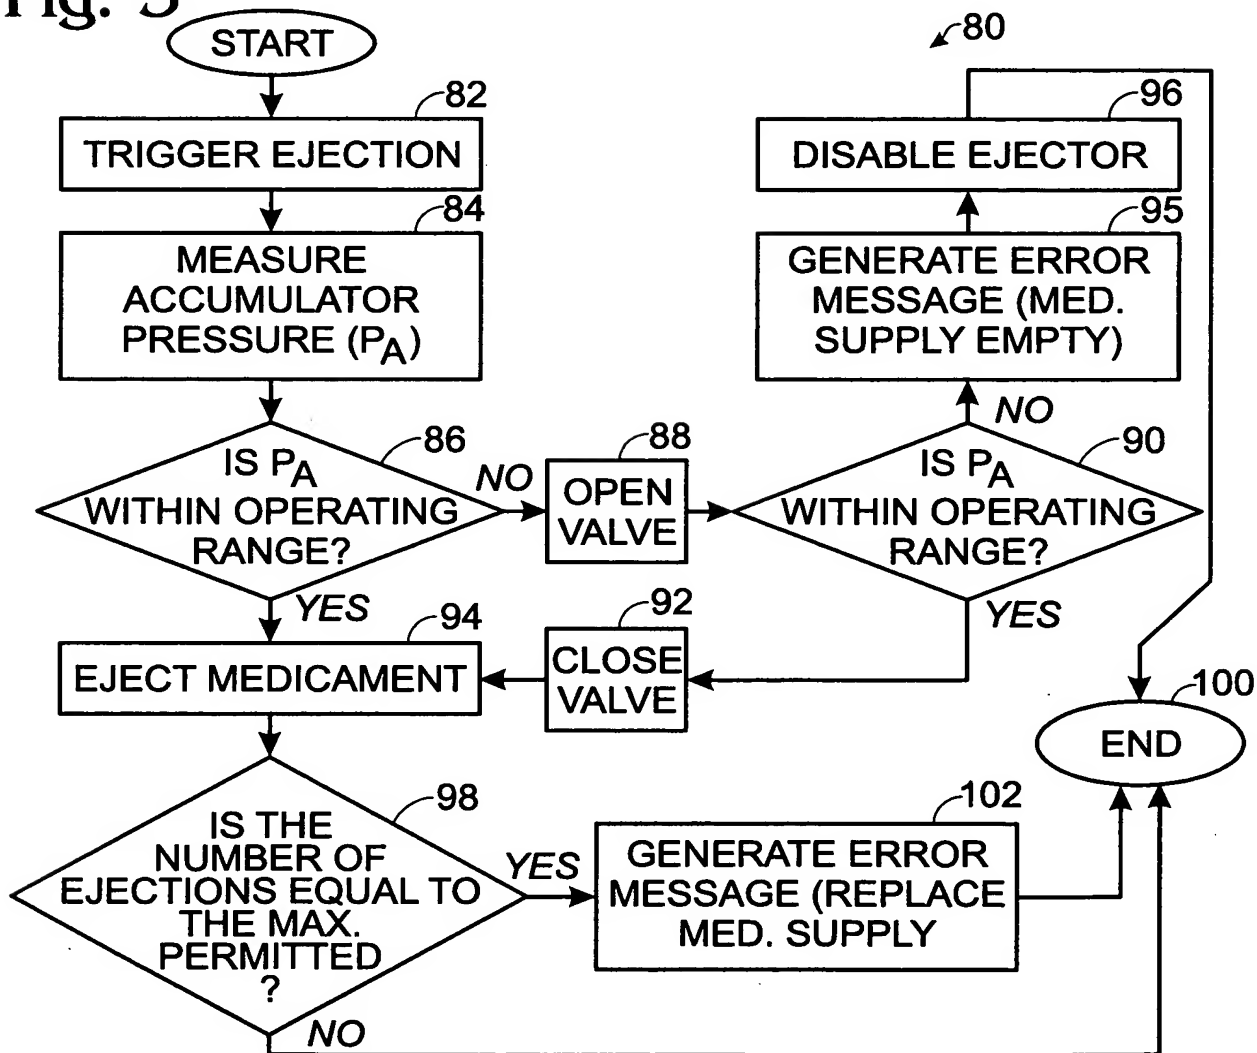 START
80
82
TRIGGER EJECTION
84
MEASURE
ACCUMULATOR
PRESSURE (PA)
86
IS PA
WITHIN OPERATING
RANGE?
NO
88
OPEN
VALVE
90
IS PA
WITHIN OPERATING
RANGE?
NO
95
GENERATE ERROR
MESSAGE (MED.
SUPPLY EMPTY)
96
DISABLE EJECTOR
YES
92
CLOSE
VALVE
YES
94
EJECT MEDICAMENT
98
IS THE
NUMBER OF
EJECTIONS EQUAL TO
THE MAX.
PERMITTED
?
YES
102
GENERATE ERROR
MESSAGE (REPLACE
MED. SUPPLY
NO
100
END